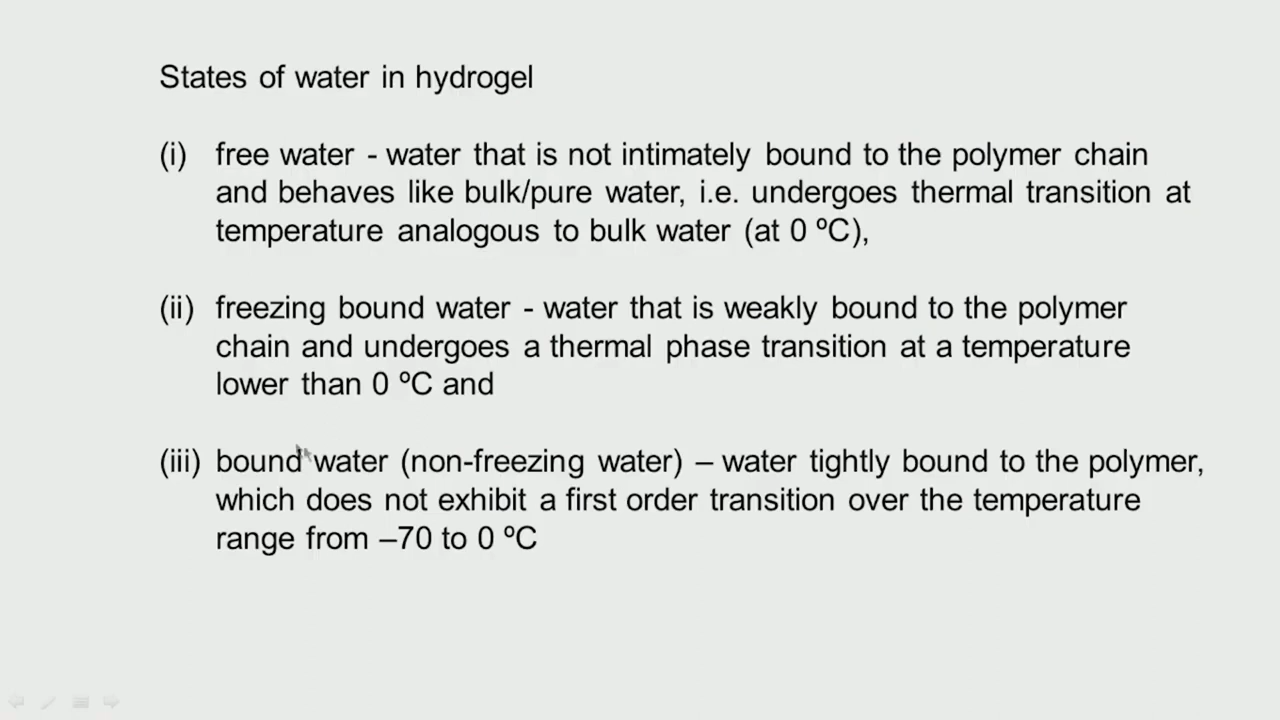 States of water in hydrogel
(i) free water - water that is not intimately bound to the polymer chain
and behaves like bulk/pure water, i.e. undergoes thermal transition at
temperature analogous to bulk water (at 0 ºC),
(ii) freezing bound water - water that is weakly bound to the polymer
chain and undergoes a thermal phase transition at a temperature
lower than 0 ºC and
(iii) bound water (non-freezing water) – water tightly bound to the polymer,
which does not exhibit a first order transition over the temperature
range from –70 to 0 ºC